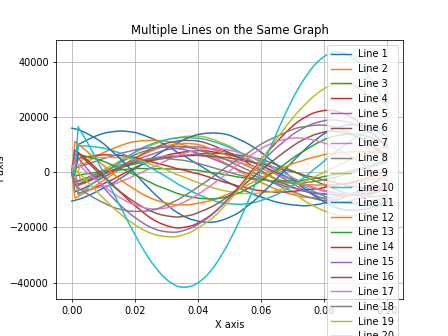 Multiple Lines on the Same Graph
40000
20000
0
−20000
−40000
0.00
0.02
0.04
0.06
X axis
Line 1
Line 2
Line 3
Line 4
Line 5
Line 6
Line 7
Line 8
Line 9
Line 10
Line 11
Line 12
Line 13
Line 14
Line 15
Line 16
Line 17
Line 18
Line 19